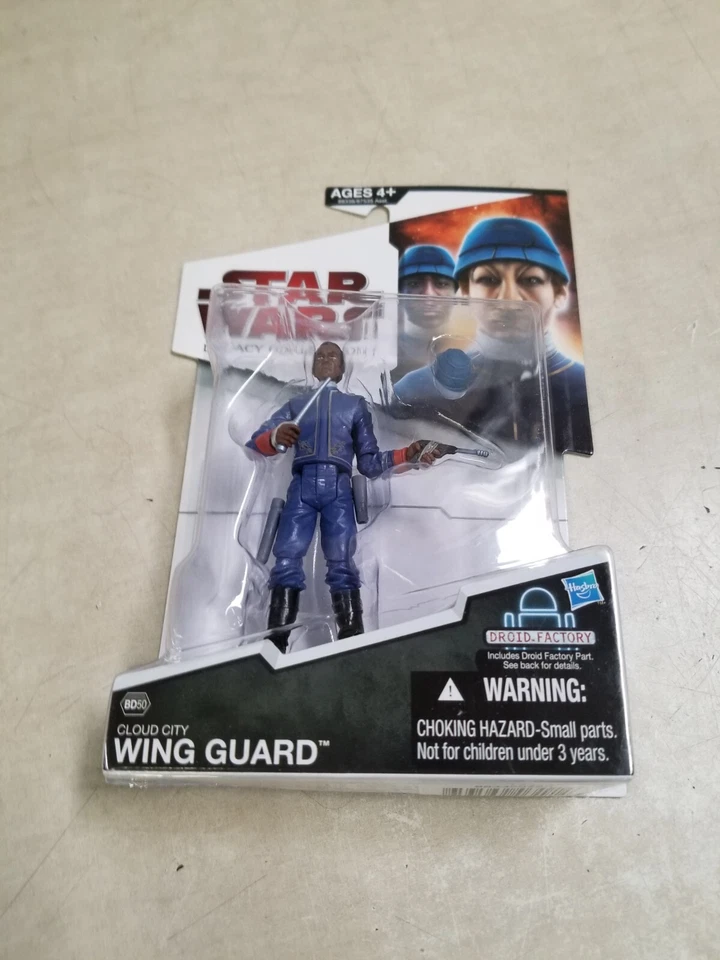 AGES 4+
STAR
WARS
Hasbro
DROID FACTORY
Includes Droid Factory Part.
See back for details.
WARNING:
CHOKING HAZARD-Small parts.
Not for children under 3 years.
BD50
CLOUD CITY
WING GUARD™